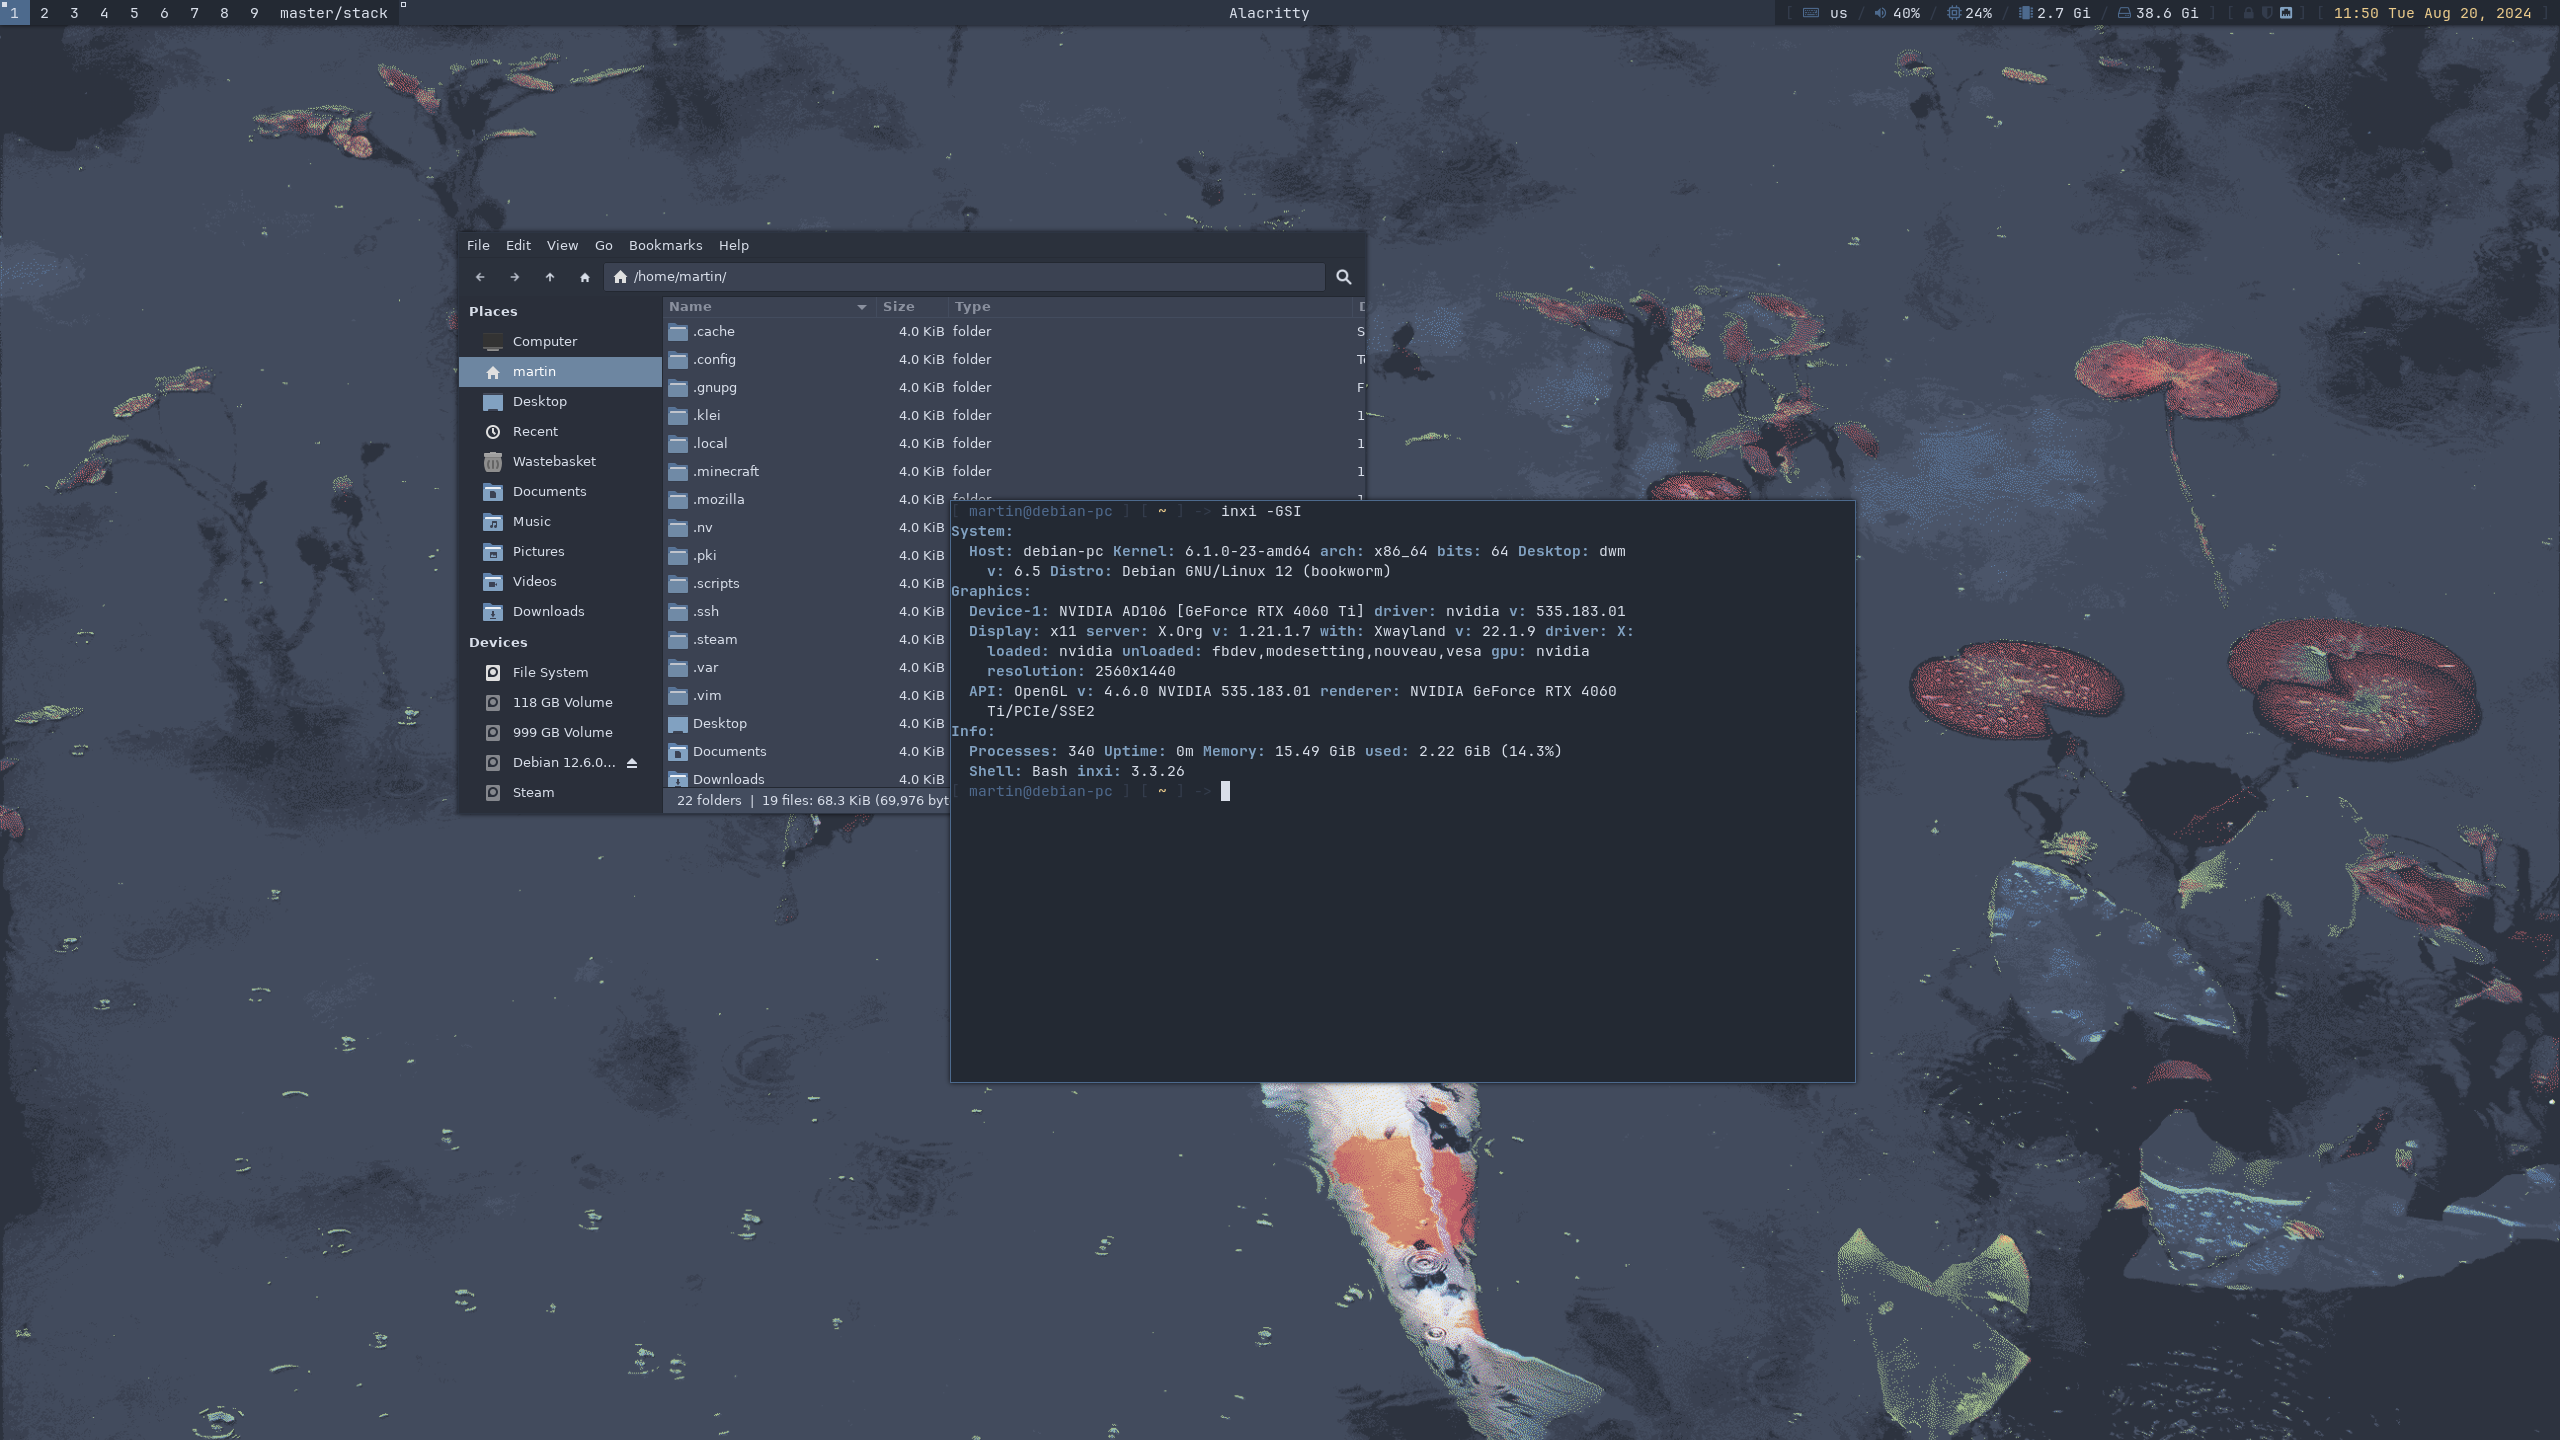 1 2 3 4 5 6 7 8 9 master/stack Alacritty [ us / 40% / 24% / 2.7 Gi / 38.6 Gi ] [ ] [ 11:50 Tue Aug 20, 2024 ]
File Edit View Go Bookmarks Help
/home/martin/
Places
Computer
martin
Desktop
Recent
Wastebasket
Documents
Music
Pictures
Videos
Downloads
Devices
File System
118 GB Volume
999 GB Volume
Debian 12.6.0...
Steam
Name Size Type
.cache 4.0 KiB folder
.config 4.0 KiB folder
.gnupg 4.0 KiB folder
.klei 4.0 KiB folder
.local 4.0 KiB folder
.minecraft 4.0 KiB folder
.mozilla 4.0 KiB folder
.nv 4.0 KiB
.pki 4.0 KiB
.scripts 4.0 KiB
.ssh 4.0 KiB
.steam 4.0 KiB
.var 4.0 KiB
.vim 4.0 KiB
Desktop 4.0 KiB
Documents 4.0 KiB
Downloads 4.0 KiB
22 folders | 19 files: 68.3 KiB (69,976 byt
[ martin@debian-pc ] [ ~ ] -> inxi -GSI
System:
Host: debian-pc Kernel: 6.1.0-23-amd64 arch: x86_64 bits: 64 Desktop: dwm
v: 6.5 Distro: Debian GNU/Linux 12 (bookworm)
Graphics:
Device-1: NVIDIA AD106 [GeForce RTX 4060 Ti] driver: nvidia v: 535.183.01
Display: x11 server: X.Org v: 1.21.1.7 with: Xwayland v: 22.1.9 driver: X:
loaded: nvidia unloaded: fbdev,modesetting,nouveau,vesa gpu: nvidia
resolution: 2560x1440
API: OpenGL v: 4.6.0 NVIDIA 535.183.01 renderer: NVIDIA GeForce RTX 4060
Ti/PCIe/SSE2
Info:
Processes: 340 Uptime: 0m Memory: 15.49 GiB used: 2.22 GiB (14.3%)
Shell: Bash inxi: 3.3.26
[ martin@debian-pc ] [ ~ ] ->